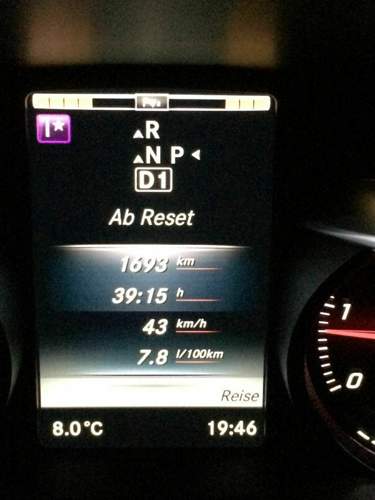 ▲R
▲N P◄
D1
Ab Reset
1693 km
39:15 h
43 km/h
7.8 l/100km
Reise
8.0°C 19:46
1
0